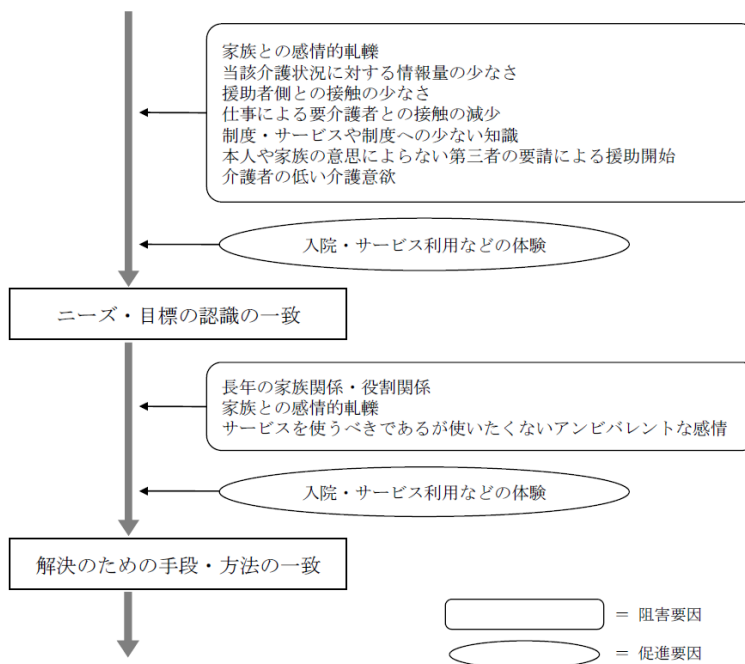 家族との感情的軋轢
当該介護状況に対する情報量の少なさ
援助者側との接触の少なさ
仕事による要介護者との接触の減少
制度・サービスや制度への少ない知識
本人や家族の意思によらない第三者の要請による援助開始
介護者の低い介護意欲
入院・サービス利用などの体験
ニーズ・目標の認識の一致
長年の家族関係・役割関係
家族との感情的軋轢
サービスを使うべきであるが使いたくないアンビバレントな感情
入院・サービス利用などの体験
解決のための手段・方法の一致
= 阻害要因
= 促進要因